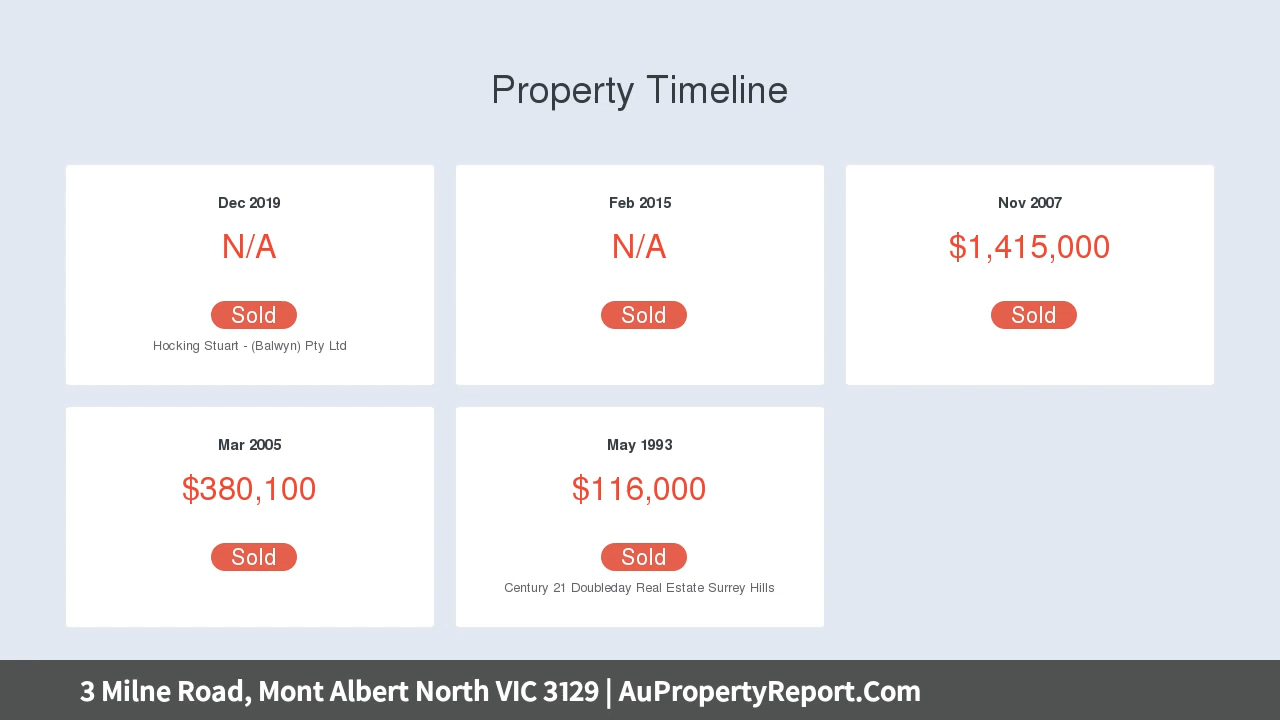 Property Timeline
Dec 2019
N/A
Sold
Hocking Stuart - (Balwyn) Pty Ltd
Feb 2015
N/A
Sold
Nov 2007
$1,415,000
Sold
Mar 2005
$380,100
Sold
May 1993
$116,000
Sold
Century 21 Doubleday Real Estate Surrey Hills
3 Milne Road, Mont Albert North VIC 3129 | AuPropertyReport.Com